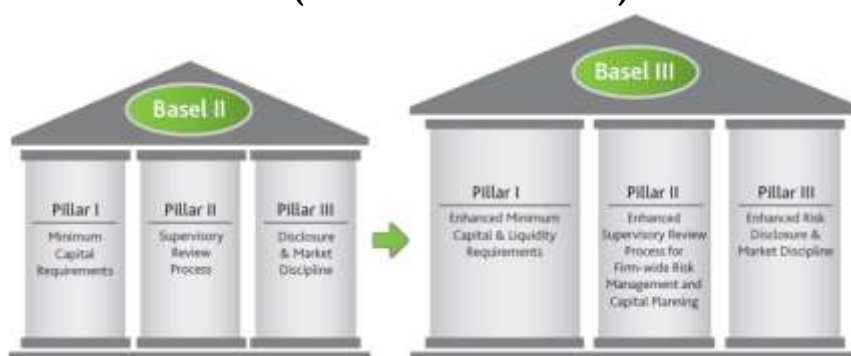 Basel II
Pillar I
Minimum
Capital
Requirements
Pillar II
Supervisory
Review
Process
Pillar III
Disclosure
& Market
Discipline
Basel III
Pillar I
Enhanced Minimum
Capital & Liquidity
Requirements
Pillar II
Enhanced
Supervisory Review
Process for
Firm-wide Risk
Management and
Capital Planning
Pillar III
Enhanced Risk
Disclosure &
Market Discipline